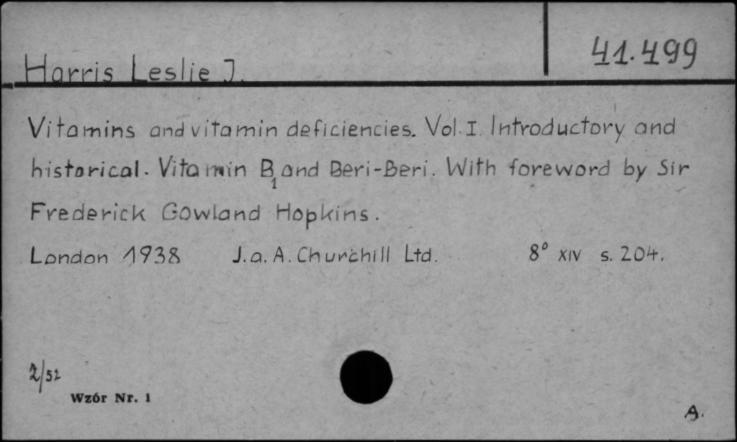 41.499
Harris Leslie J.
Vitamins and vitamin deficiencies. Vol. I. Introductory and
historical. Vitamin B₁ and Beri-Beri. With foreword by Sir
Frederick Gowland Hopkins.
London 1938 J. a. A. Churchill Ltd. 8° XIV s. 204.
2/52
Wzór Nr. 1
A.